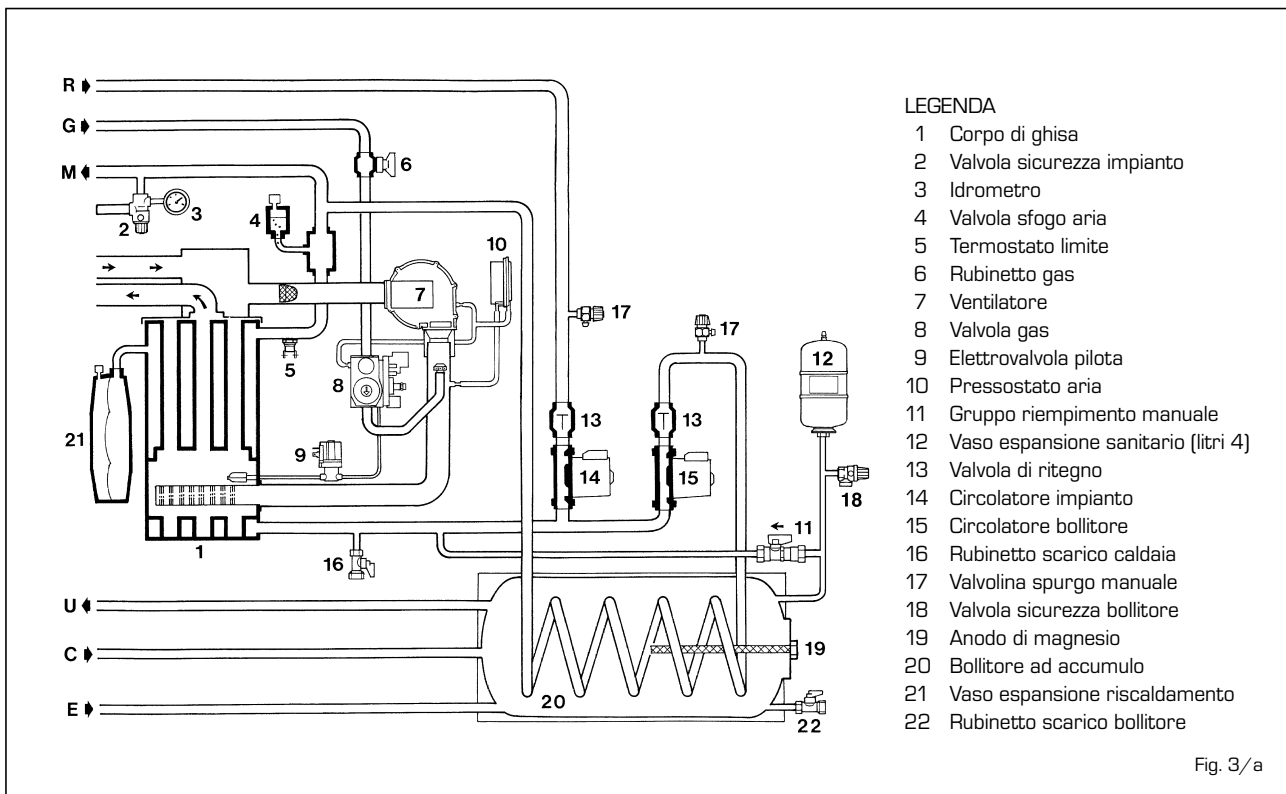 R
G
M
6
2
3
4
10
7
17
17
5
8
12
13
13
21
9
14
15
18
11
1
16
U
C
E
19
20
22
LEGENDA
1 Corpo di ghisa
2 Valvola sicurezza impianto
3 Idrometro
4 Valvola sfogo aria
5 Termostato limite
6 Rubinetto gas
7 Ventilatore
8 Valvola gas
9 Elettrovalvola pilota
10 Pressostato aria
11 Gruppo riempimento manuale
12 Vaso espansione sanitario (litri 4)
13 Valvola di ritegno
14 Circolatore impianto
15 Circolatore bollitore
16 Rubinetto scarico caldaia
17 Valvolina spurgo manuale
18 Valvola sicurezza bollitore
19 Anodo di magnesio
20 Bollitore ad accumulo
21 Vaso espansione riscaldamento
22 Rubinetto scarico bollitore
Fig. 3/a